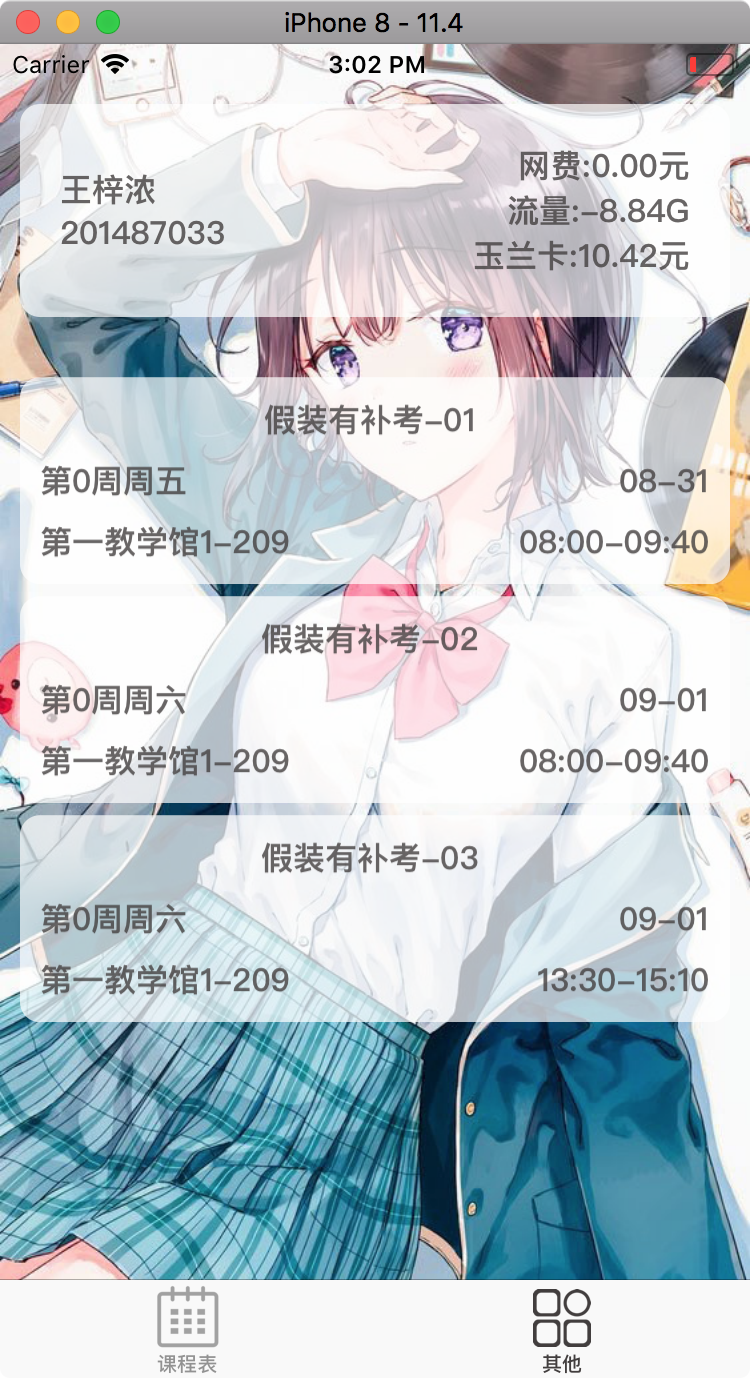 iPhone 8 - 11.4
Carrier 3:02 PM
王梓浓
201487033
网费:0.00元
流量:-8.84G
玉兰卡:10.42元
假装有补考-01
第0周周五 08-31
第一教学馆1-209 08:00-09:40
假装有补考-02
第0周周六 09-01
第一教学馆1-209 08:00-09:40
假装有补考-03
第0周周六 09-01
第一教学馆1-209 13:30-15:10
课程表 其他